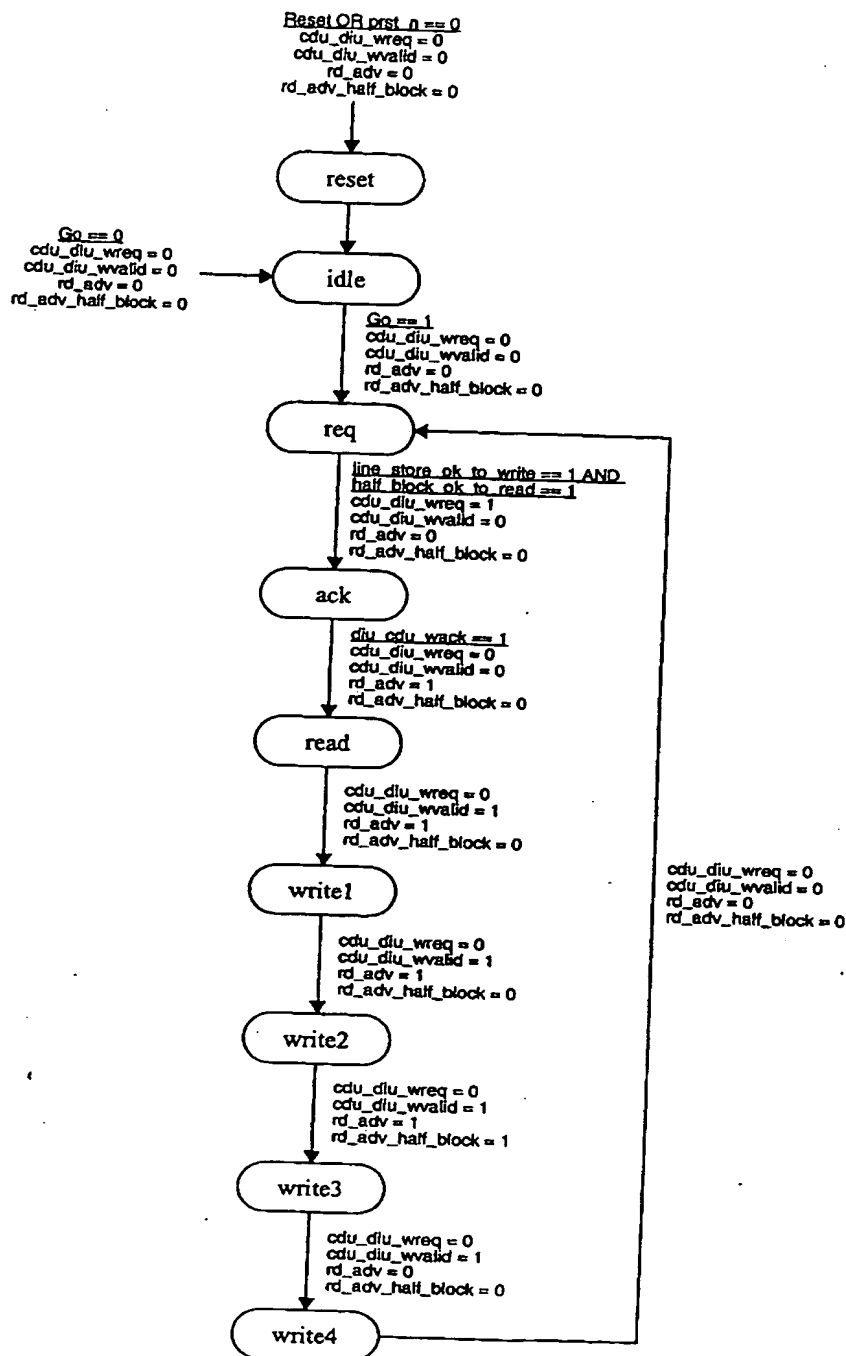 Reset OR prst_n == 0
cdu_diu_wreq = 0
cdu_diu_wvalid = 0
rd_adv = 0
rd_adv_half_block = 0
reset
Go == 0
cdu_diu_wreq = 0
cdu_diu_wvalid = 0
rd_adv = 0
rd_adv_half_block = 0
idle
Go == 1
cdu_diu_wreq = 0
cdu_diu_wvalid = 0
rd_adv = 0
rd_adv_half_block = 0
req
line_store_ok_to_write == 1 AND
half_block_ok_to_read == 1
cdu_diu_wreq = 1
cdu_diu_wvalid = 0
rd_adv = 0
rd_adv_half_block = 0
ack
diu_cdu_wack == 1
cdu_diu_wreq = 0
cdu_diu_wvalid = 0
rd_adv = 1
rd_adv_half_block = 0
read
cdu_diu_wreq = 0
cdu_diu_wvalid = 1
rd_adv = 1
rd_adv_half_block = 0
write1
cdu_diu_wreq = 0
cdu_diu_wvalid = 1
rd_adv = 1
rd_adv_half_block = 0
write2
cdu_diu_wreq = 0
cdu_diu_wvalid = 1
rd_adv = 1
rd_adv_half_block = 1
write3
cdu_diu_wreq = 0
cdu_diu_wvalid = 1
rd_adv = 0
rd_adv_half_block = 0
write4
cdu_diu_wreq = 0
cdu_diu_wvalid = 0
rd_adv = 0
rd_adv_half_block = 0